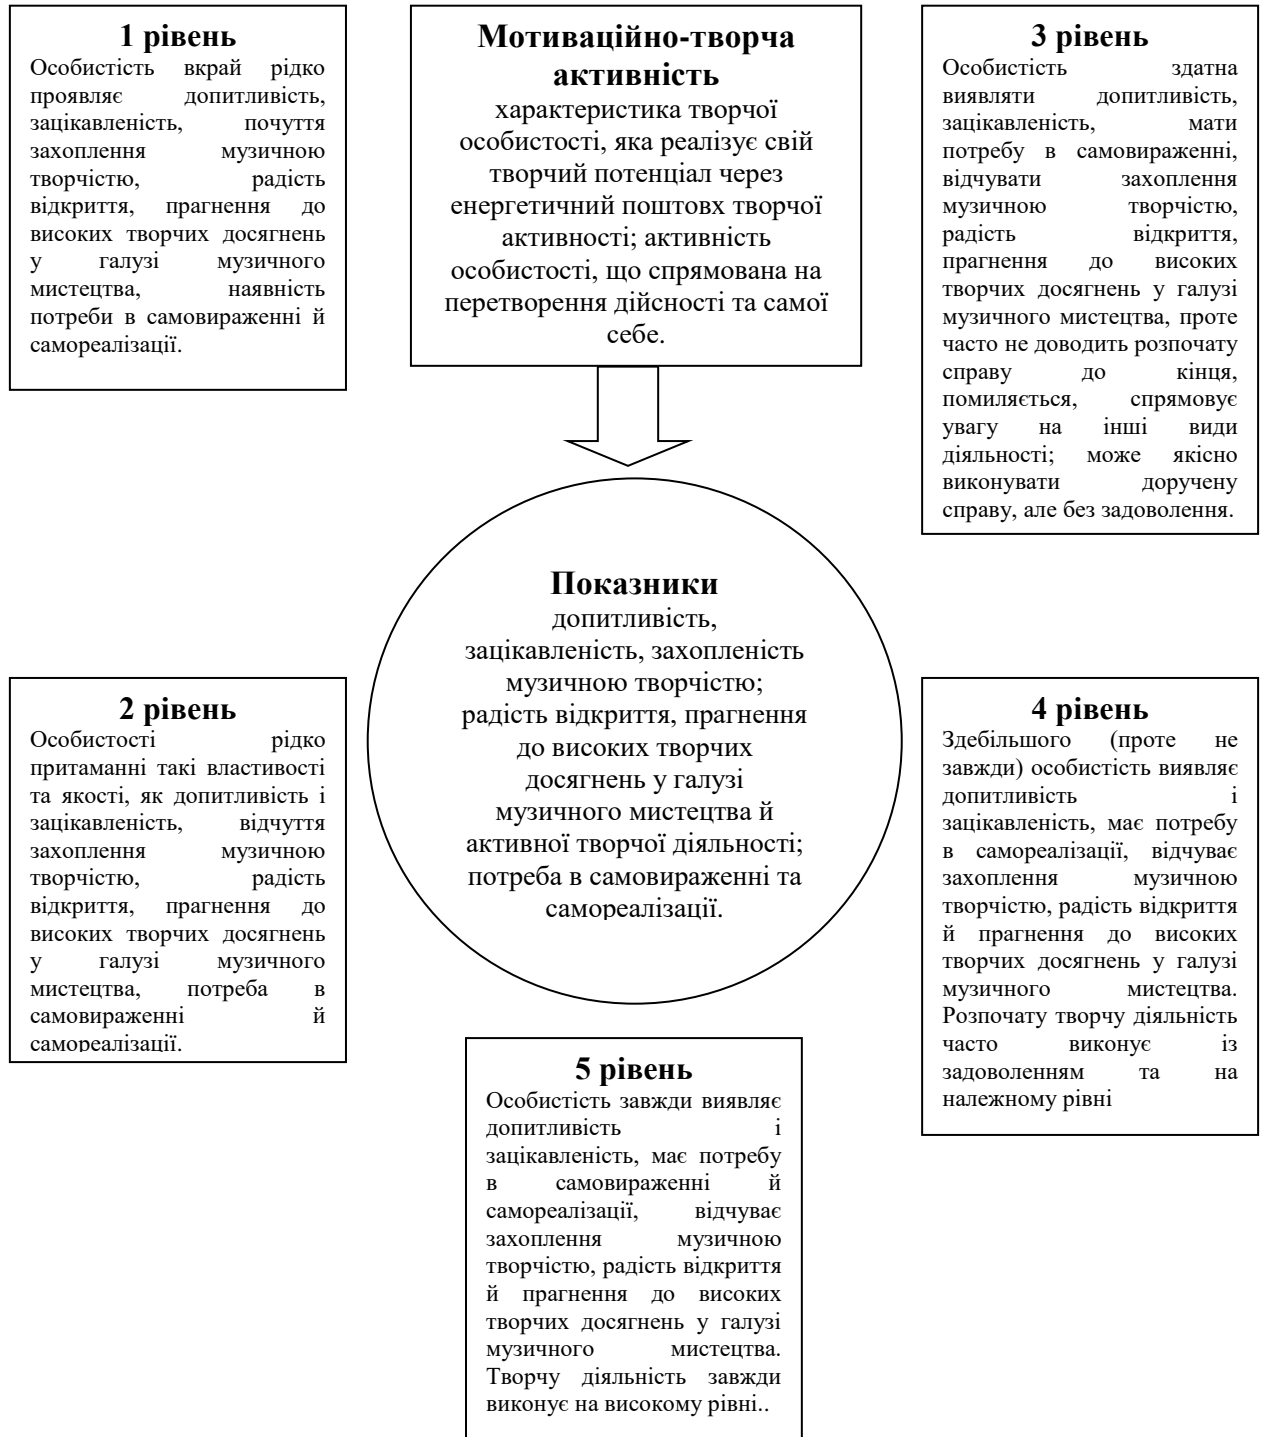 1 рівень
Особистість вкрай рідко
проявляє допитливість,
зацікавленість, почуття
захоплення музичною
творчістю, радість
відкриття, прагнення до
високих творчих досягнень
у галузі музичного
мистецтва, наявність
потреби в самовираженні й
самореалізації.
Мотиваційно-творча
активність
характеристика творчої
особистості, яка реалізує свій
творчий потенціал через
енергетичний поштовх творчої
активності; активність
особистості, що спрямована на
перетворення дійсності та самої
себе.
3 рівень
Особистість здатна
виявляти допитливість,
зацікавленість, мати
потребу в самовираженні,
відчувати захоплення
музичною творчістю,
радість відкриття,
прагнення до високих
творчих досягнень у галузі
музичного мистецтва, проте
часто не доводить розпочату
справу до кінця,
помиляється, спрямовує
увагу на інші види
діяльності; може якісно
виконувати доручену
справу, але без задоволення.
Показники
допитливість,
зацікавленість, захопленість
музичною творчістю;
радість відкриття, прагнення
до високих творчих
досягнень у галузі
музичного мистецтва й
активної творчої діяльності;
потреба в самовираженні та
самореалізації.
2 рівень
Особистості рідко
притаманні такі властивості
та якості, як допитливість і
зацікавленість, відчуття
захоплення музичною
творчістю, радість
відкриття, прагнення до
високих творчих досягнень
у галузі музичного
мистецтва, потреба в
самовираженні й
самореалізації.
4 рівень
Здебільшого (проте не
завжди) особистість виявляє
допитливість і
зацікавленість, має потребу
в самореалізації, відчуває
захоплення музичною
творчістю, радість відкриття
й прагнення до високих
творчих досягнень у галузі
музичного мистецтва.
Розпочату творчу діяльність
часто виконує із
задоволенням та на
належному рівні
5 рівень
Особистість завжди виявляє
допитливість і
зацікавленість, має потребу
в самовираженні й
самореалізації, відчуває
захоплення музичною
творчістю, радість відкриття
й прагнення до високих
творчих досягнень у галузі
музичного мистецтва.
Творчу діяльність завжди
виконує на високому рівні..